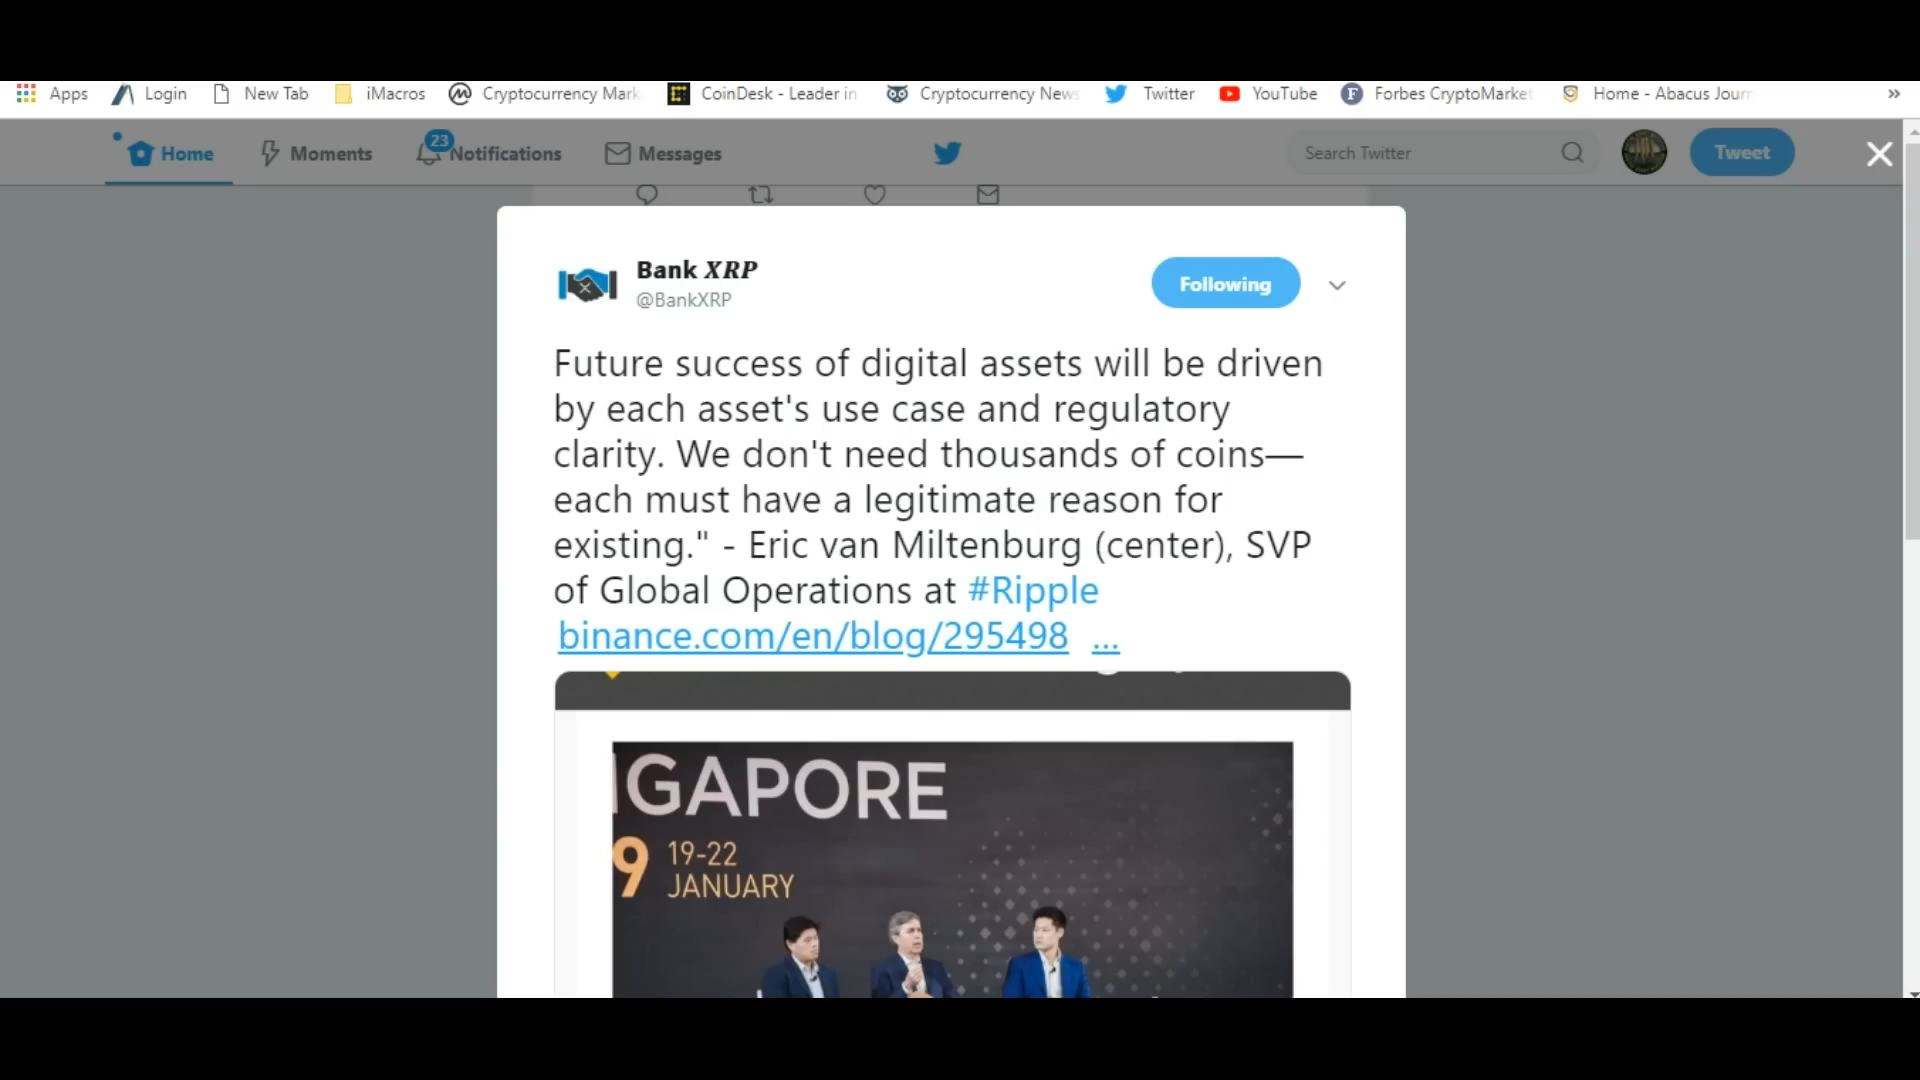 Apps Login New Tab iMacros Cryptocurrency Mark CoinDesk - Leader in Cryptocurrency News Twitter YouTube Forbes CryptoMarket Home - Abacus Journ »
Home Moments 23 Notifications Messages Search Twitter Tweet
Bank XRP
@BankXRP
Following
Future success of digital assets will be driven
by each asset's use case and regulatory
clarity. We don't need thousands of coins—
each must have a legitimate reason for
existing." - Eric van Miltenburg (center), SVP
of Global Operations at #Ripple
binance.com/en/blog/295498 ...
IGAPORE
9 19-22
JANUARY